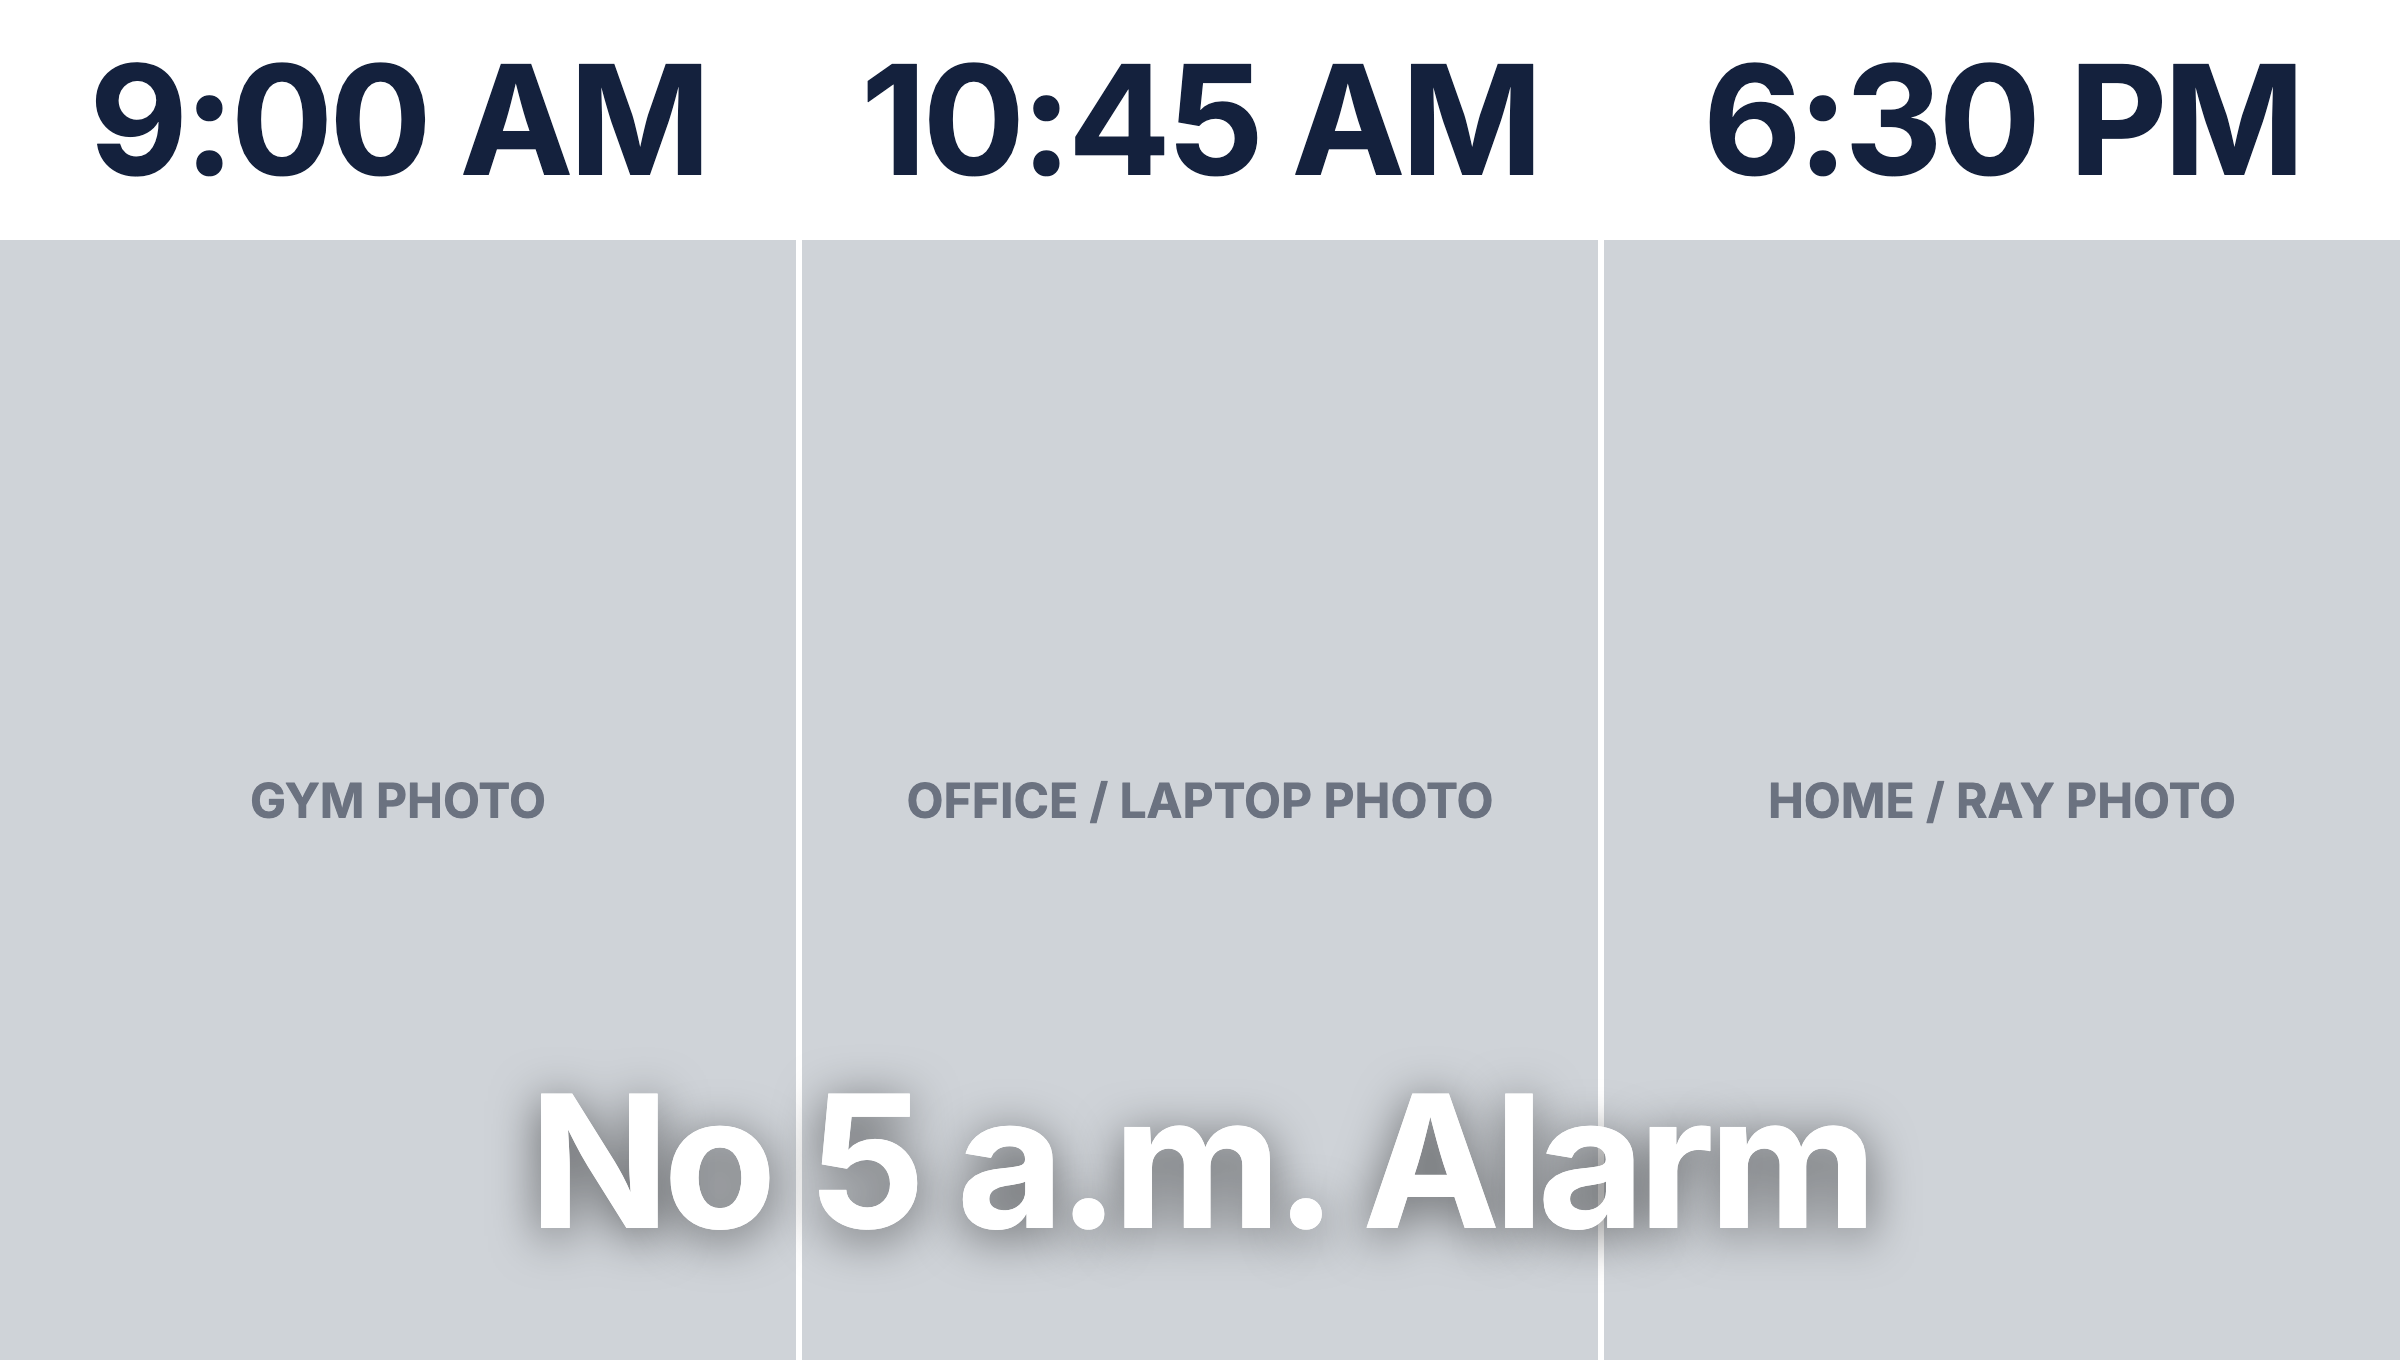 9:00 AM 10:45 AM 6:30 PM
GYM PHOTO OFFICE / LAPTOP PHOTO HOME / RAY PHOTO
No 5 a.m. Alarm